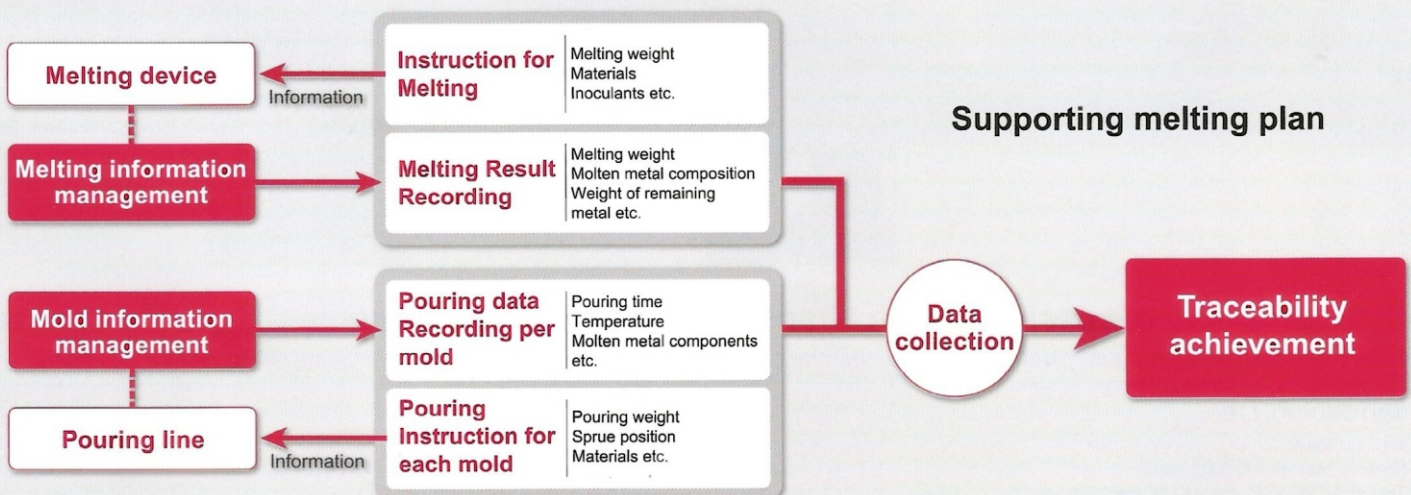 Melting device
Information
Instruction for
Melting
Melting weight
Materials
Inoculants etc.
Supporting melting plan
Melting information
management
Melting Result
Recording
Melting weight
Molten metal composition
Weight of remaining
metal etc.
Mold information
management
Pouring data
Recording per
mold
Pouring time
Temperature
Molten metal components
etc.
Data
collection
Traceability
achievement
Pouring line
Information
Pouring
Instruction for
each mold
Pouring weight
Sprue position
Materials etc.